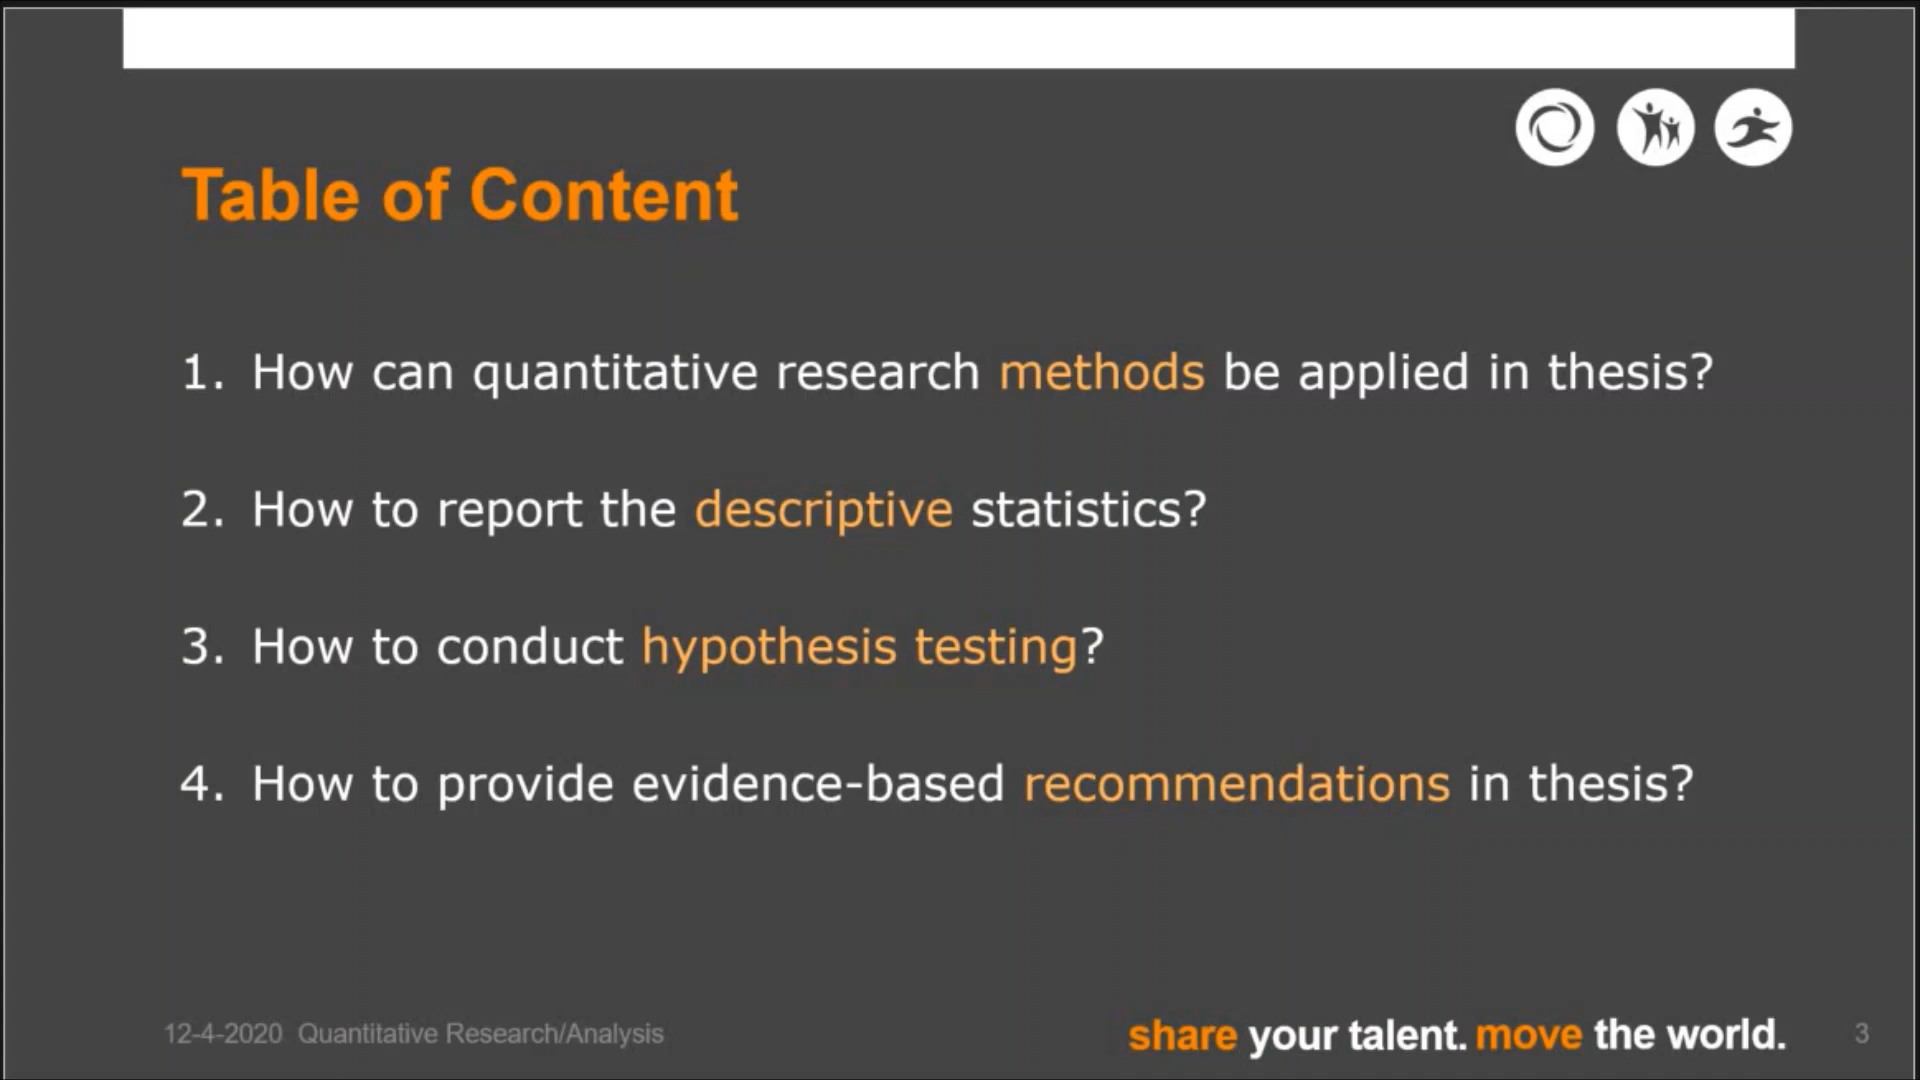 Table of Content
1. How can quantitative research methods be applied in thesis?
2. How to report the descriptive statistics?
3. How to conduct hypothesis testing?
4. How to provide evidence-based recommendations in thesis?
12-4-2020 Quantitative Research/Analysis
share your talent. move the world.
3